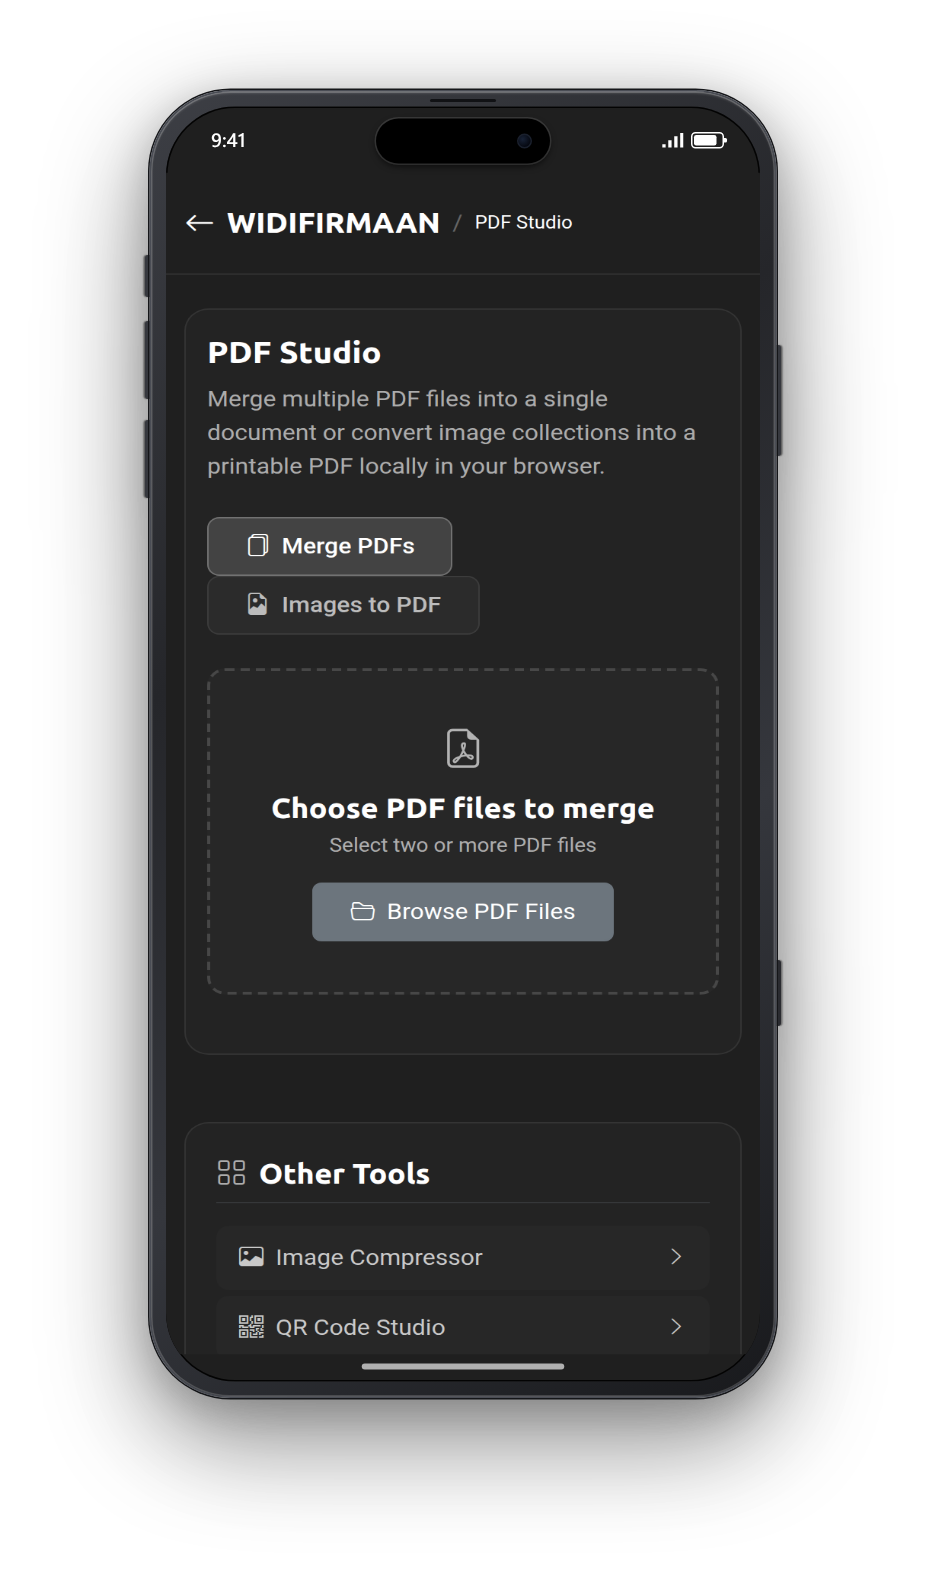 9:41
WIDIFIRMAAN / PDF Studio
PDF Studio
Merge multiple PDF files into a single
document or convert image collections into a
printable PDF locally in your browser.
Merge PDFs
Images to PDF
Choose PDF files to merge
Select two or more PDF files
Browse PDF Files
Other Tools
Image Compressor
QR Code Studio